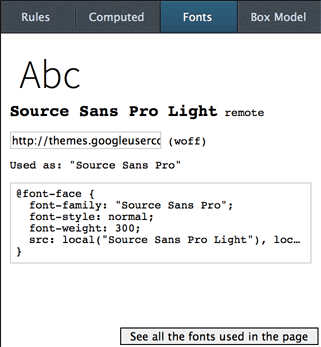 Rules Computed Fonts Box Model
Abc
Source Sans Pro Light remote
http://themes.googleuserco (woff)
Used as: "Source Sans Pro"
@font-face {
font-family: "Source Sans Pro";
font-style: normal;
font-weight: 300;
src: local("Source Sans Pro Light"), loc…
}
See all the fonts used in the page